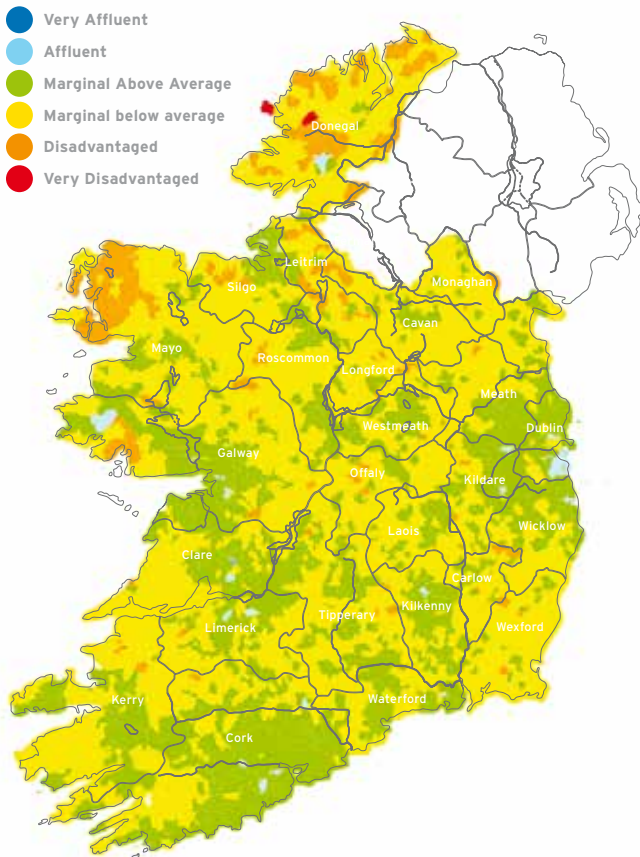 Very Affluent
Affluent
Marginal Above Average
Marginal below average
Disadvantaged
Very Disadvantaged
Donegal
Leitrim
Silgo
Monaghan
Cavan
Mayo
Roscommon
Longford
Meath
Westmeath
Dublin
Galway
Offaly
Kildare
Laois
Wicklow
Clare
Carlow
Kilkenny
Tipperary
Limerick
Wexford
Kerry
Waterford
Cork